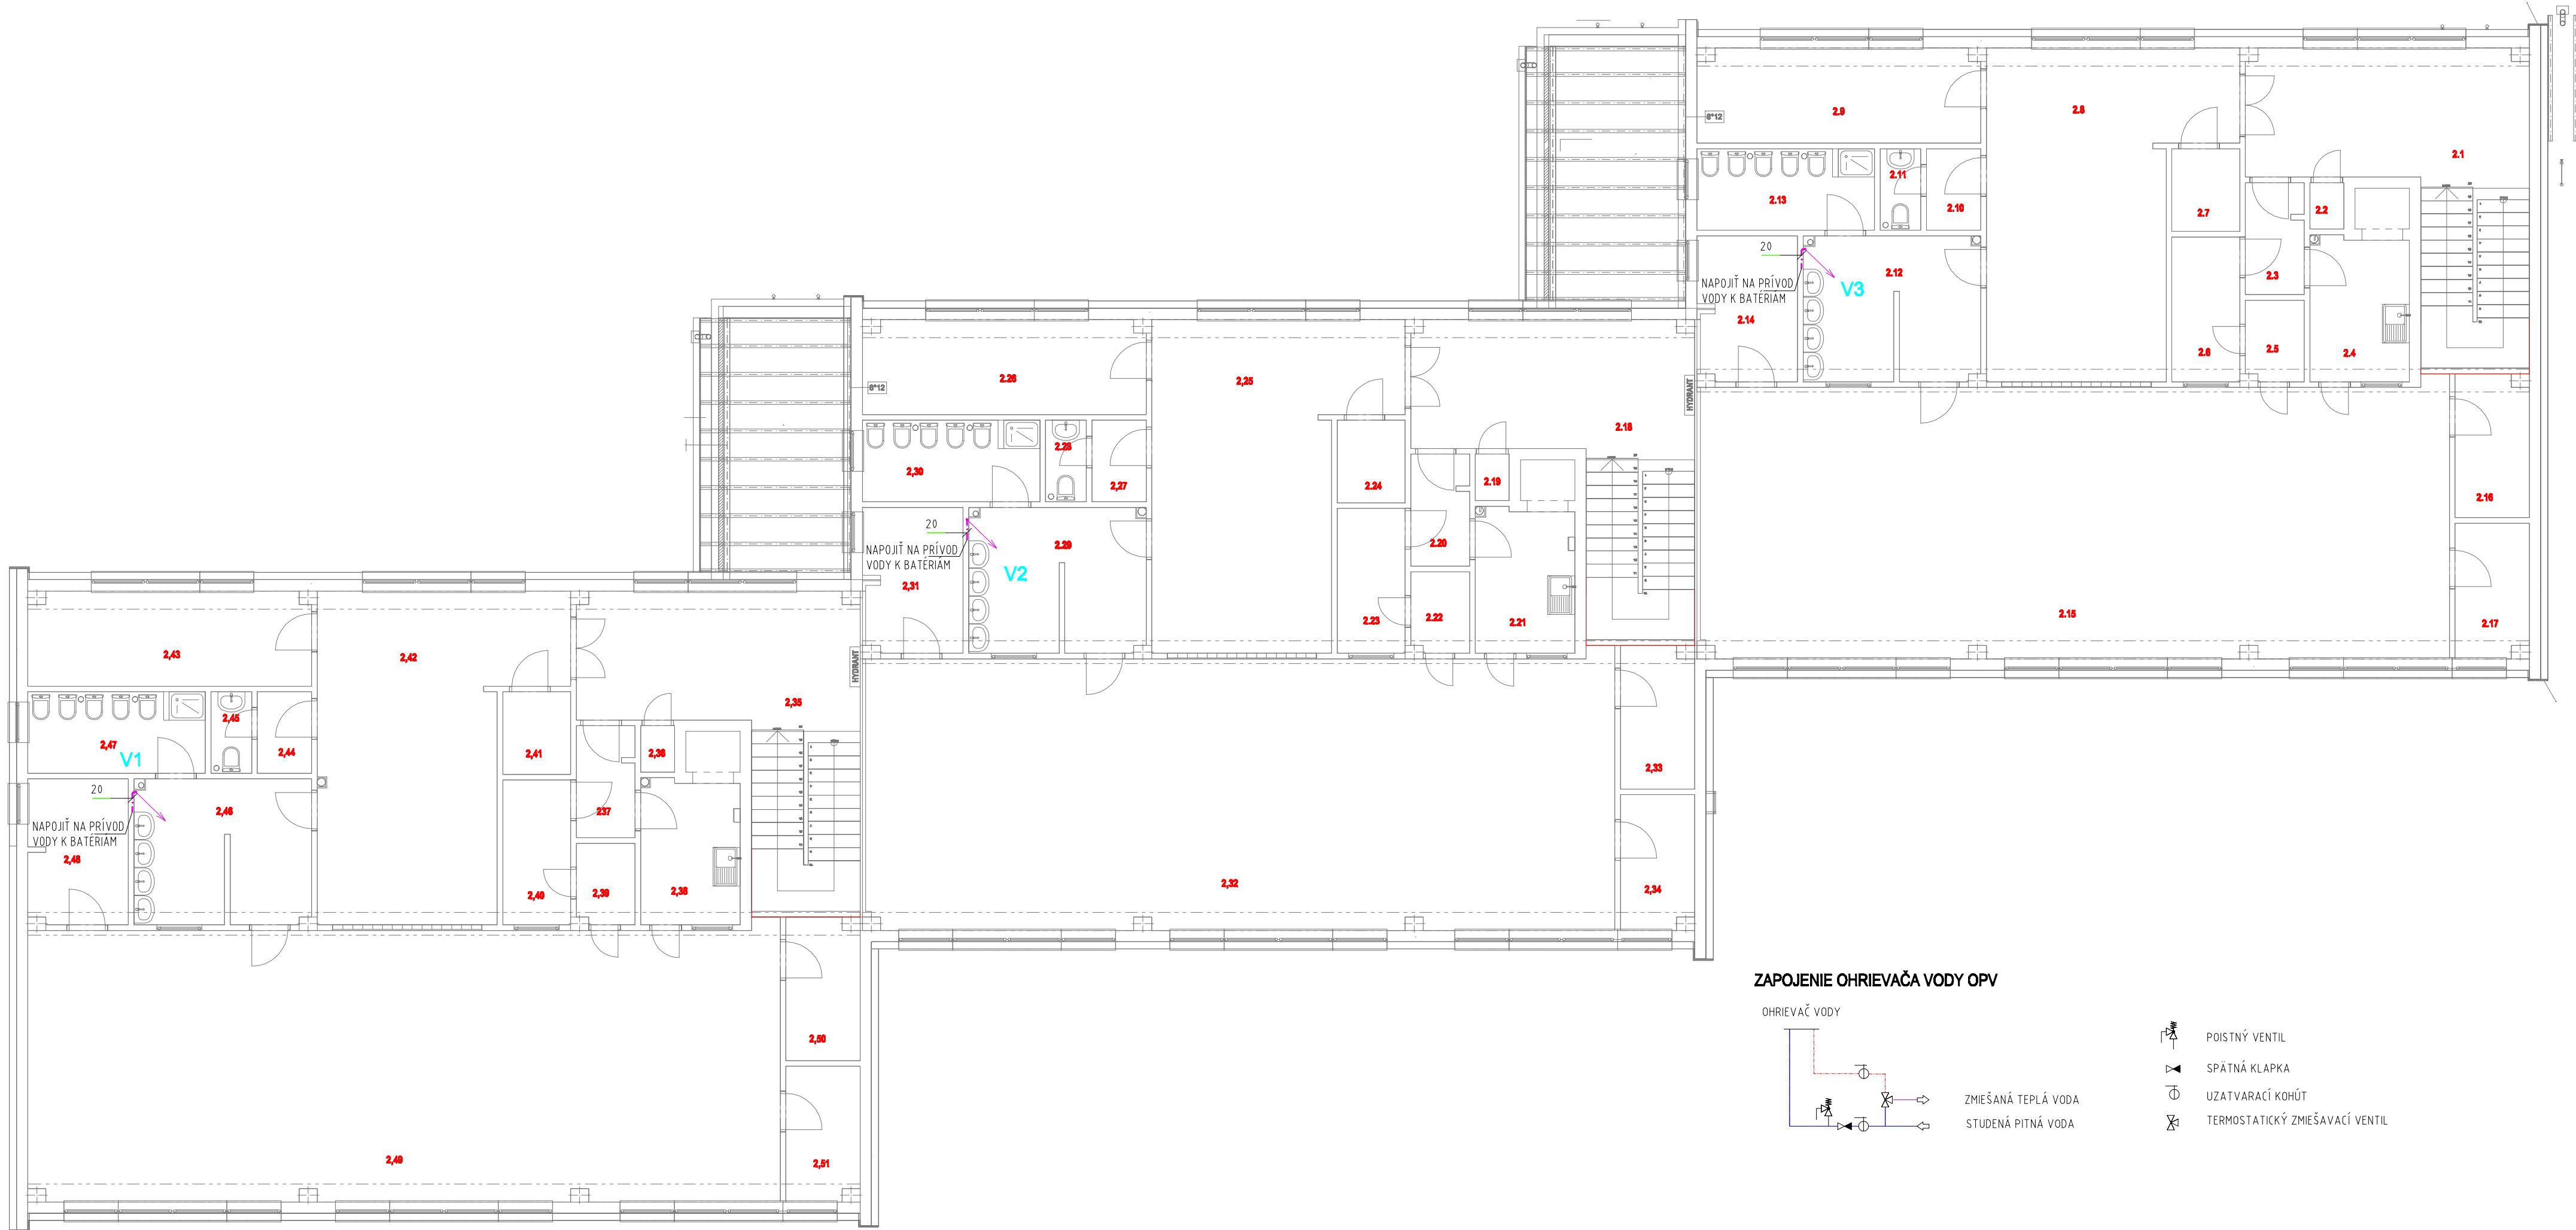 2.9
2.8
2.1
6*12
2.11
2.13
2.10
2.7
2.2
20
2.12
2.3
NAPOJIŤ NA PRÍVOD
VODY K BATÉRIÁM
V3
2.14
2.6
2.5
2.4
2.16
2.15
2.17
2.26
2,25
6*12
HYDRANT
2.18
2.28
2,30
2,27
2.24
2.19
20
2.29
2.20
NAPOJIŤ NA PRÍVOD
VODY K BATÉRIÁM
V2
2,31
2.23
2.22
2.21
2,33
2,32
2,34
2,43
2,42
HYDRANT
2,35
2,45
2,47
2,44
2,41
2,36
V1
20
2,46
237
NAPOJIŤ NA PRÍVOD
VODY K BATÉRIÁM
2,48
2,40
2,39
2,38
2,50
2,49
2,51
ZAPOJENIE OHRIEVAČA VODY OPV
OHRIEVAČ VODY
ZMIEŠANÁ TEPLÁ VODA
STUDENÁ PITNÁ VODA
POISTNÝ VENTIL
SPÄTNÁ KLAPKA
UZATVARACÍ KOHÚT
TERMOSTATICKÝ ZMIEŠAVACÍ VENTIL